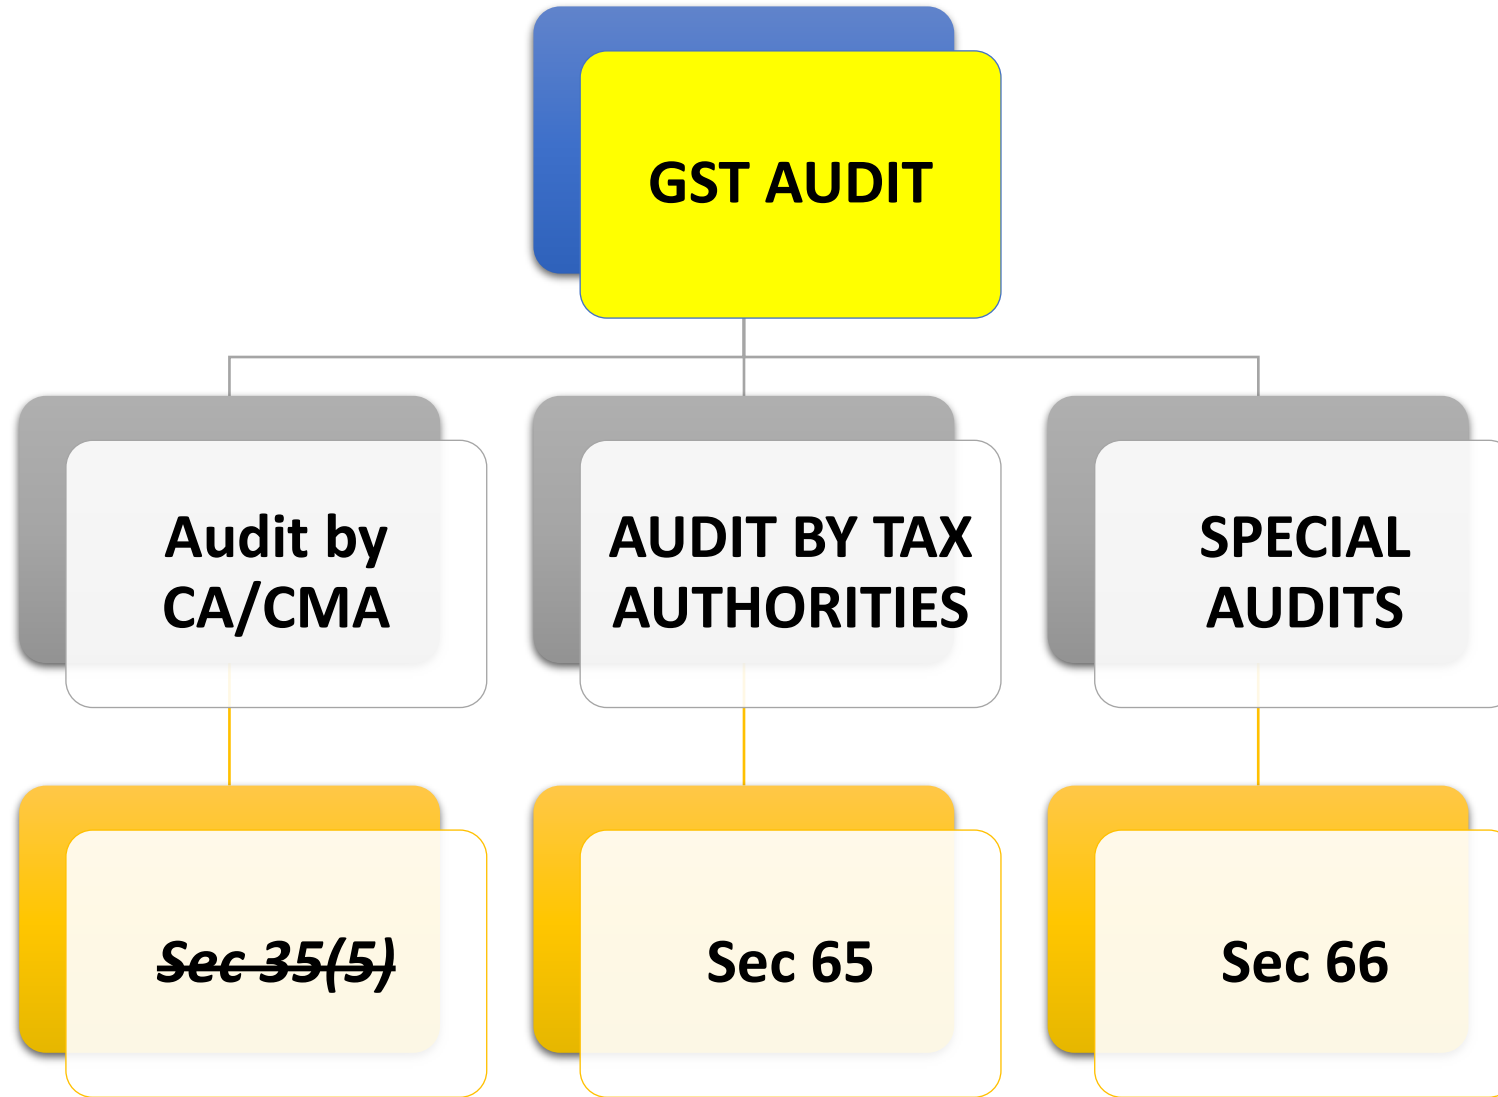 GST AUDIT
Audit by
CA/CMA
AUDIT BY TAX
AUTHORITIES
SPECIAL
AUDITS
Sec 35(5)
Sec 65
Sec 66